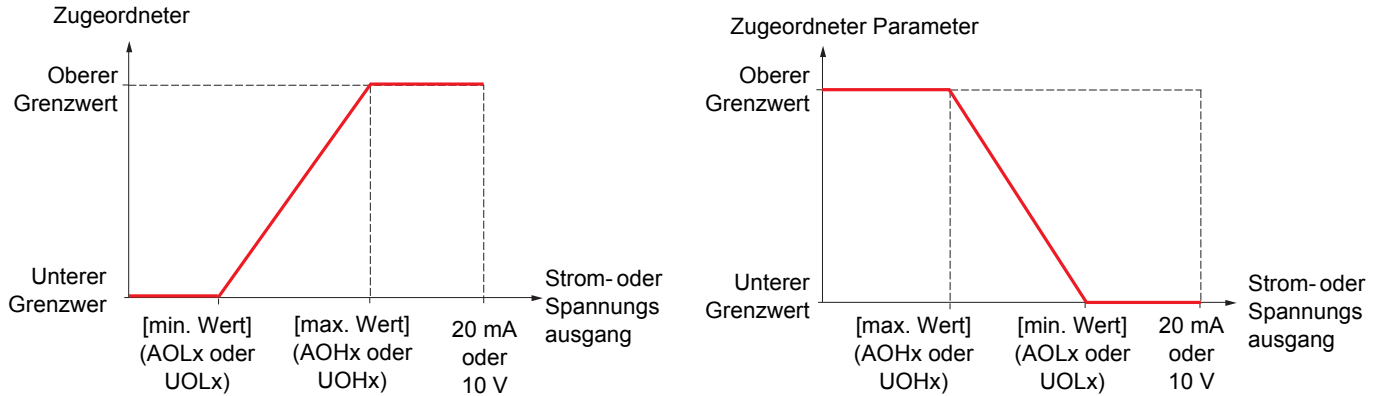 Zugeordneter
Oberer
Grenzwert
Unterer
Grenzwer
[min. Wert]
(AOLx oder
UOLx)
[max. Wert]
(AOHx oder
UOHx)
20 mA
oder
10 V
Strom- oder
Spannungs
ausgang
Zugeordneter Parameter
Oberer
Grenzwert
Unterer
Grenzwert
[max. Wert]
(AOHx oder
UOHx)
[min. Wert]
(AOLx oder
UOLx)
20 mA
oder
10 V
Strom- oder
Spannungs
ausgang